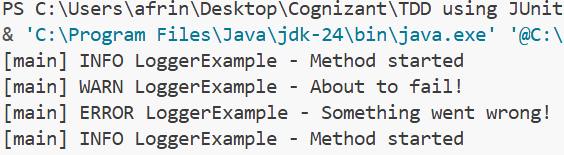 PS C:\Users\afrin\Desktop\Cognizant\TDD using JUnit
& 'C:\Program Files\Java\jdk-24\bin\java.exe' '@C:\
[main] INFO LoggerExample - Method started
[main] WARN LoggerExample - About to fail!
[main] ERROR LoggerExample - Something went wrong!
[main] INFO LoggerExample - Method started